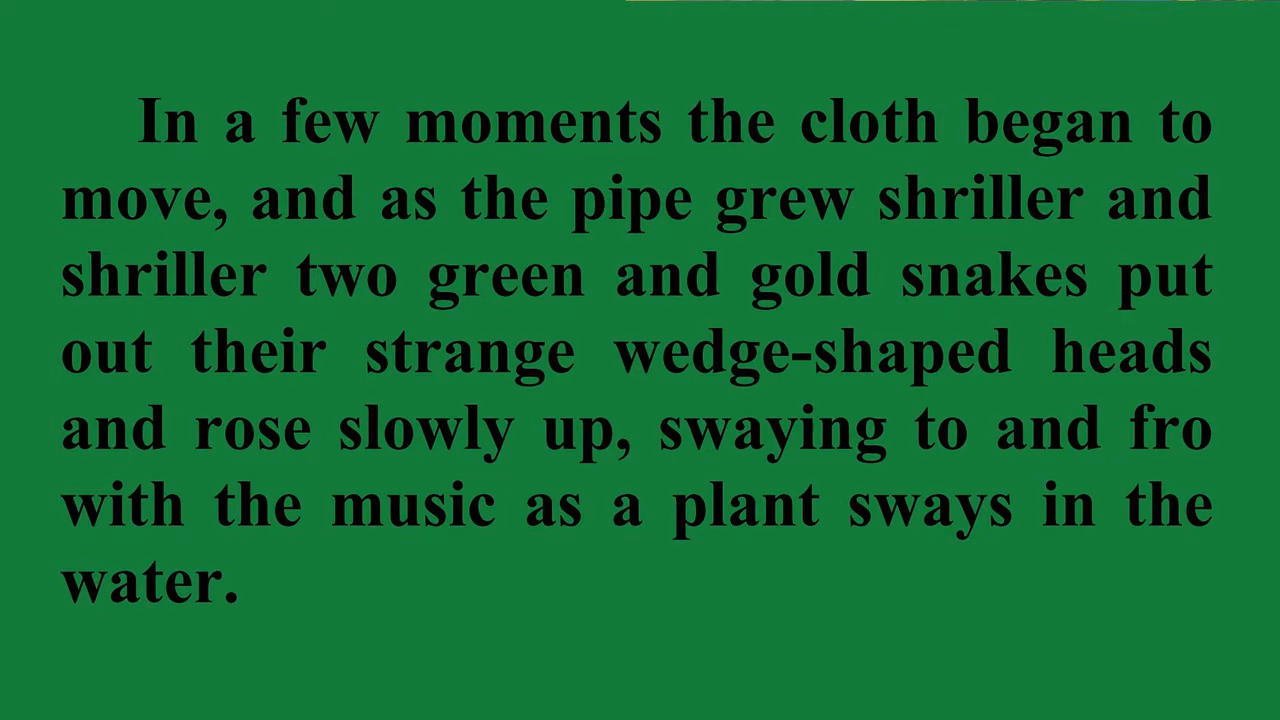 In a few moments the cloth began to
move, and as the pipe grew shriller and
shriller two green and gold snakes put
out their strange wedge-shaped heads
and rose slowly up, swaying to and fro
with the music as a plant sways in the
water.